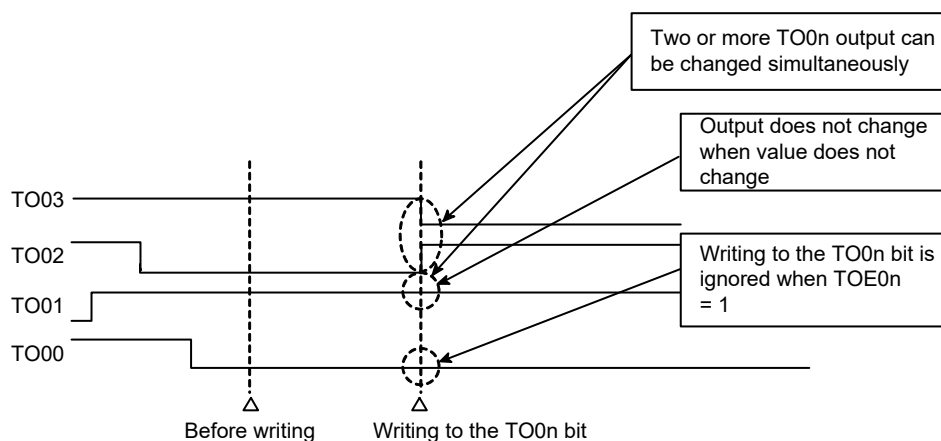 Two or more TO0n output can
be changed simultaneously
Output does not change
when value does not
change
TO03
TO02
Writing to the TO0n bit is
ignored when TOE0n
= 1
TO01
TO00
Before writing
Writing to the TO0n bit